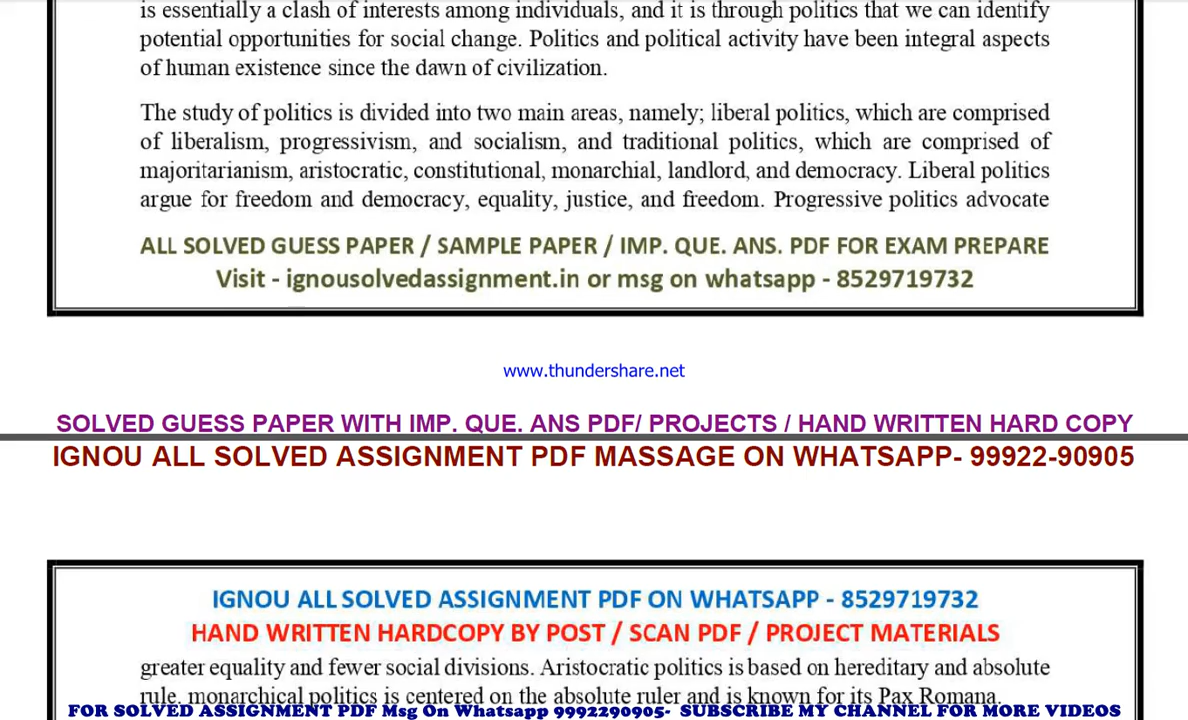 is essentially a clash of interests among individuals, and it is through politics that we can identify
potential opportunities for social change. Politics and political activity have been integral aspects
of human existence since the dawn of civilization.
The study of politics is divided into two main areas, namely; liberal politics, which are comprised
of liberalism, progressivism, and socialism, and traditional politics, which are comprised of
majoritarianism, aristocratic, constitutional, monarchial, landlord, and democracy. Liberal politics
argue for freedom and democracy, equality, justice, and freedom. Progressive politics advocate
ALL SOLVED GUESS PAPER / SAMPLE PAPER / IMP. QUE. ANS. PDF FOR EXAM PREPARE
Visit - ignousolvedassignment.in or msg on whatsapp - 8529719732
www.thundershare.net
SOLVED GUESS PAPER WITH IMP. QUE. ANS PDF/ PROJECTS / HAND WRITTEN HARD COPY
IGNOU ALL SOLVED ASSIGNMENT PDF MASSAGE ON WHATSAPP- 99922-90905
IGNOU ALL SOLVED ASSIGNMENT PDF ON WHATSAPP - 8529719732
HAND WRITTEN HARDCOPY BY POST / SCAN PDF / PROJECT MATERIALS
greater equality and fewer social divisions. Aristocratic politics is based on hereditary and absolute
rule, monarchical politics is centered on the absolute ruler and is known for its Pax Romana.
FOR SOLVED ASSIGNMENT PDF Msg On Whatsapp 9992290905- SUBSCRIBE MY CHANNEL FOR MORE VIDEOS